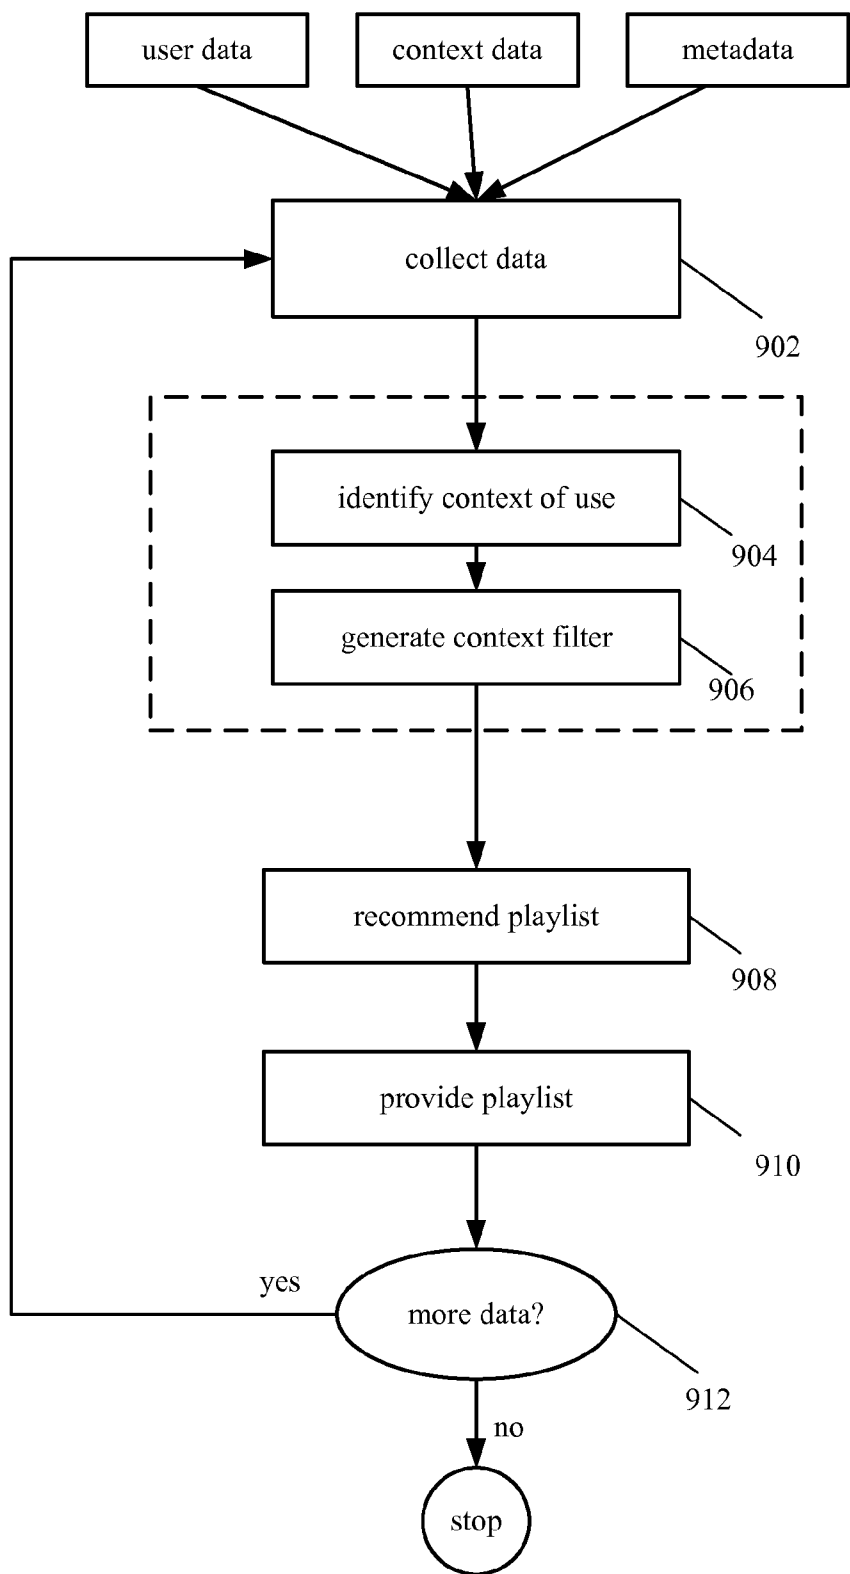 user data
context data
metadata
collect data
902
identify context of use
904
generate context filter
906
recommend playlist
908
provide playlist
910
yes
more data?
912
no
stop